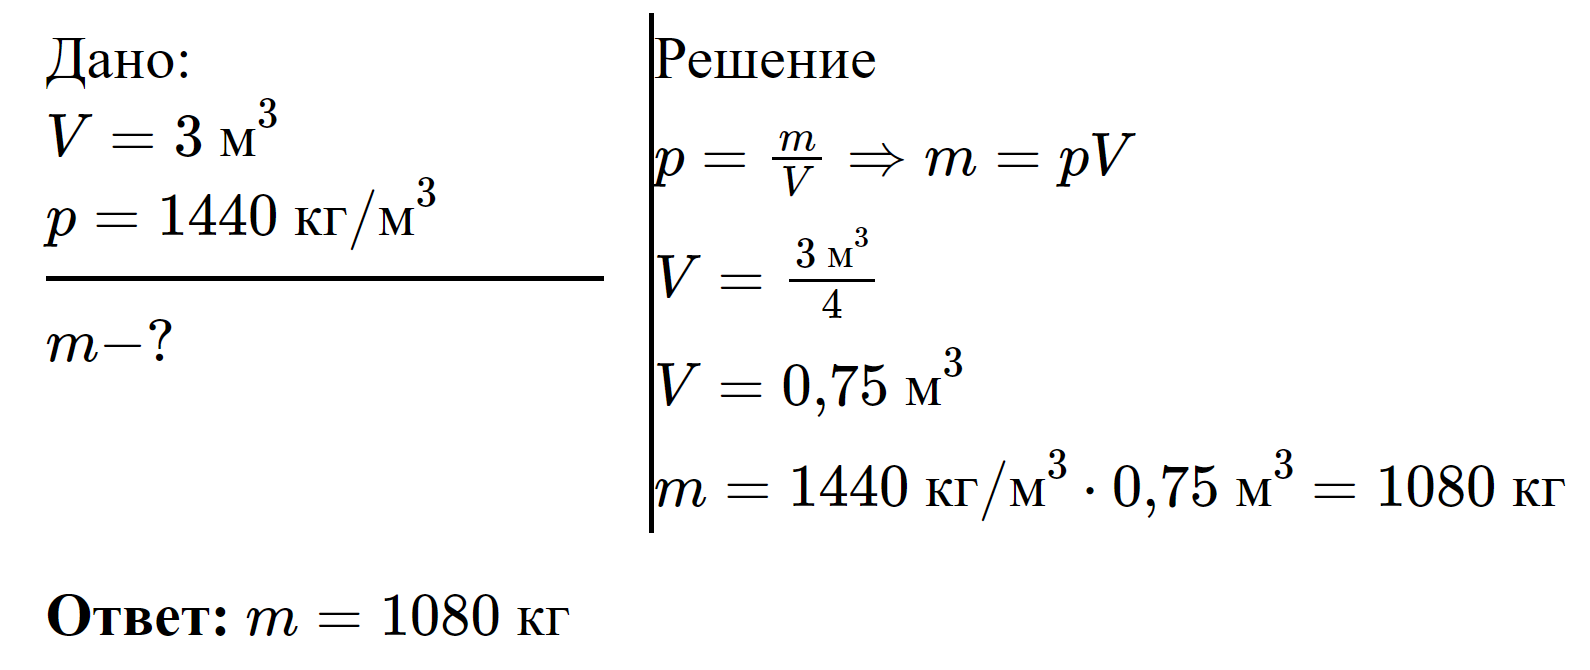 Дано:
V = 3 м³
p = 1440 кг/м³
m−?
Решение
p = m/V ⇒ m = pV
V = 3 м³/4
V = 0,75 м³
m = 1440 кг/м³ · 0,75 м³ = 1080 кг
Ответ: m = 1080 кг